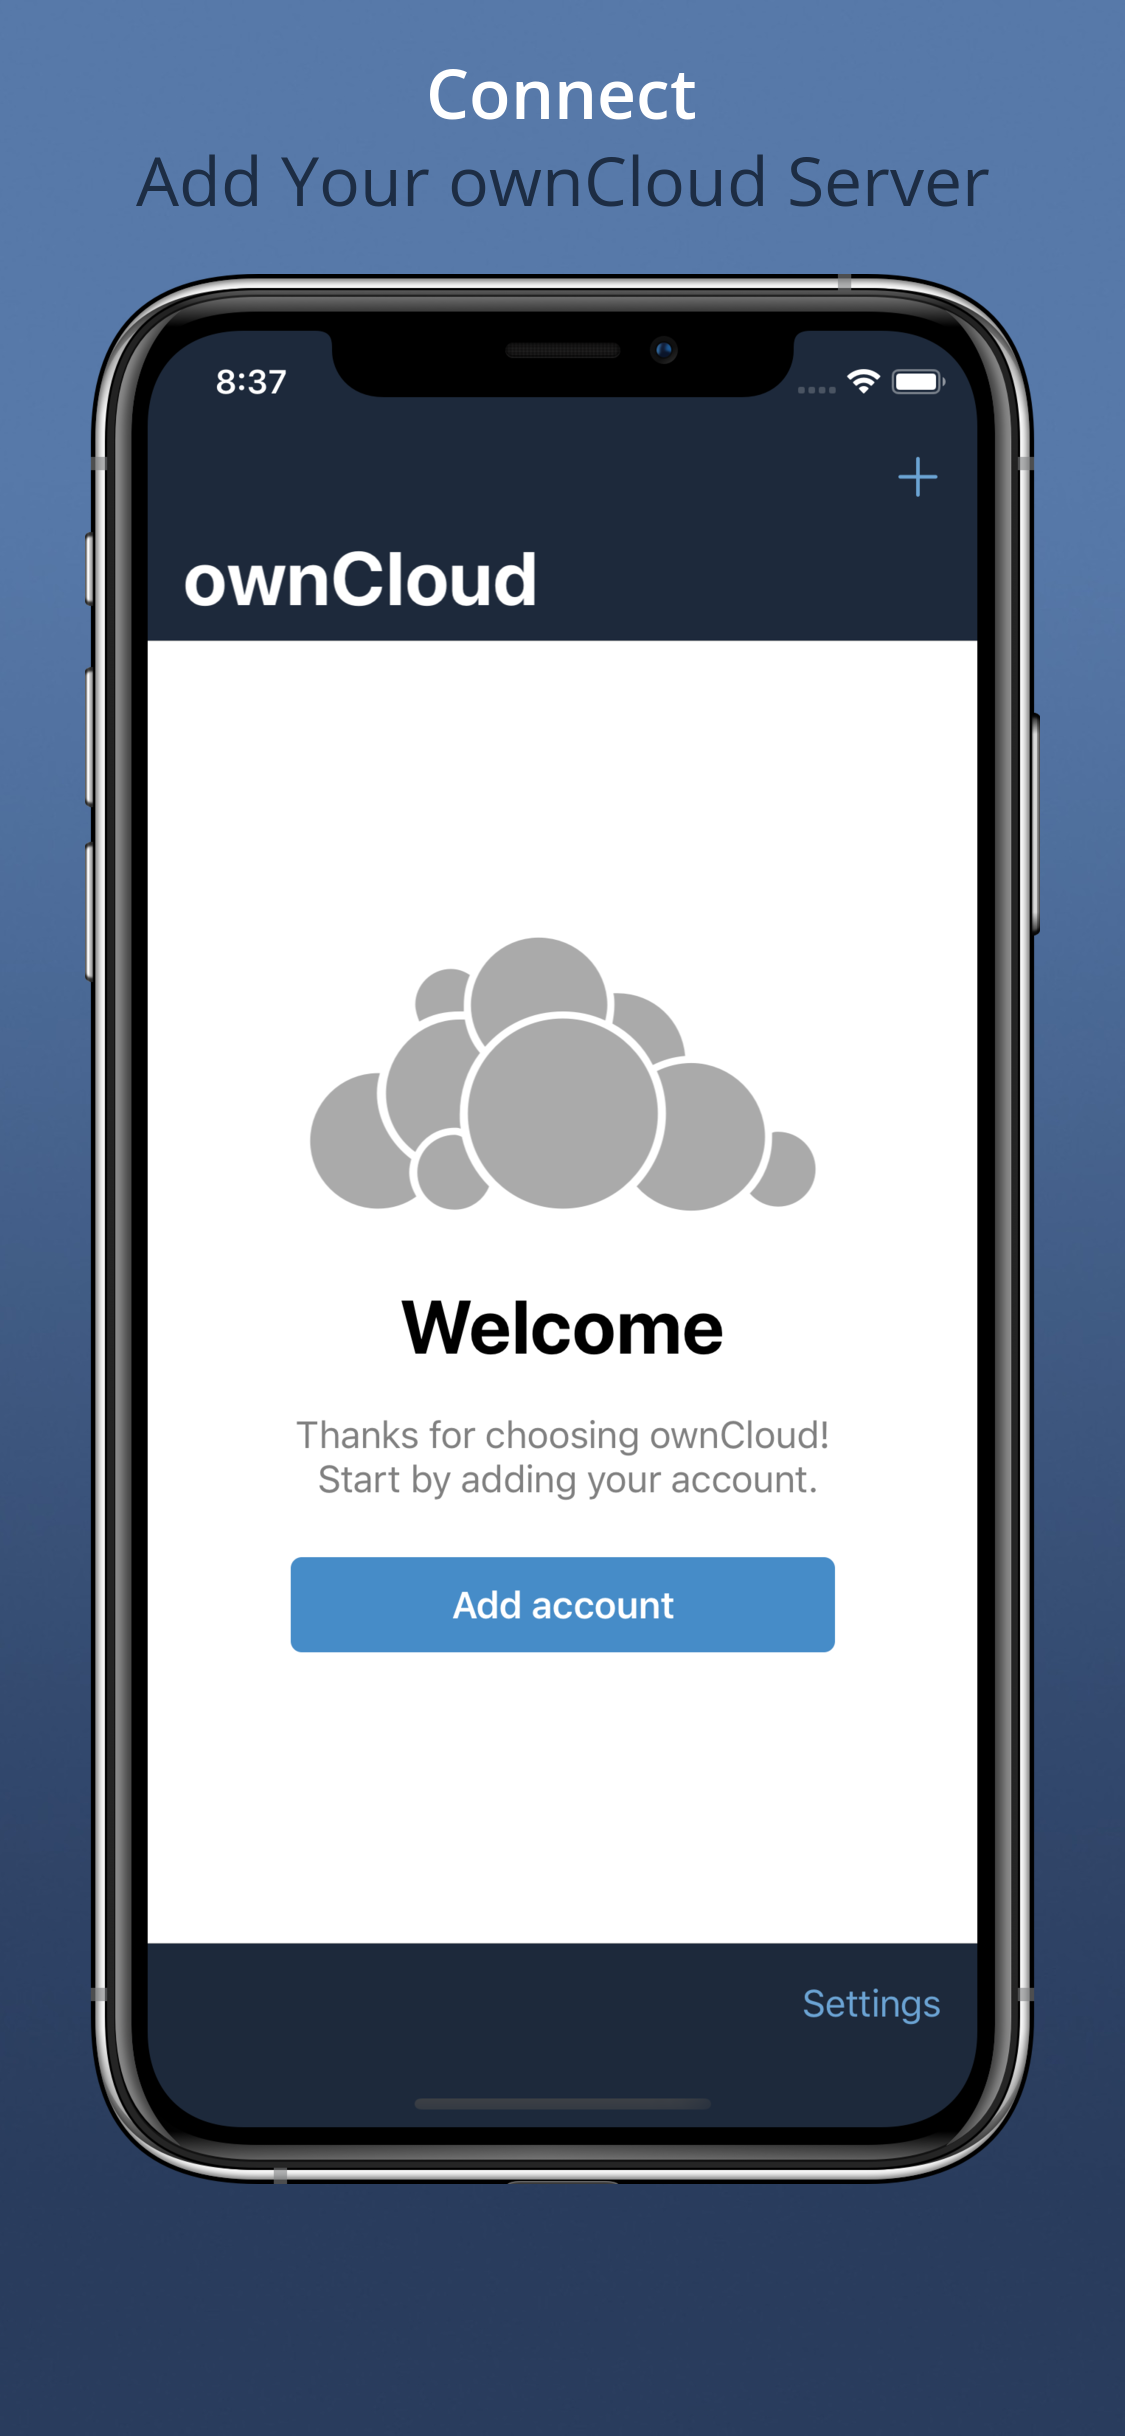 Connect
Add Your ownCloud Server
8:37
ownCloud
Welcome
Thanks for choosing ownCloud!
Start by adding your account.
Add account
Settings